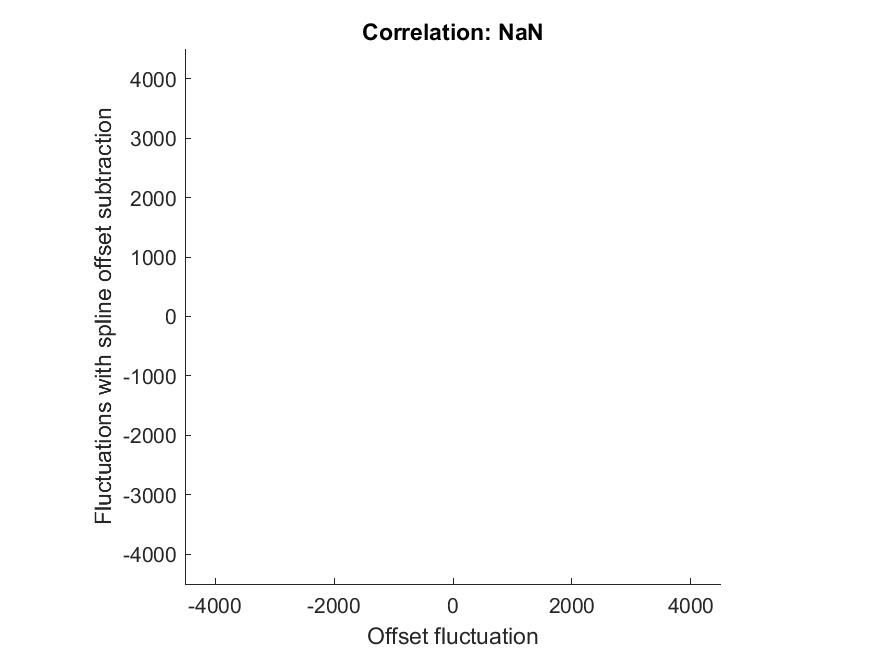 Correlation: NaN
Fluctuations with spline offset subtraction
4000
3000
2000
1000
0
-1000
-2000
-3000
-4000
-4000 -2000 0 2000 4000
Offset fluctuation